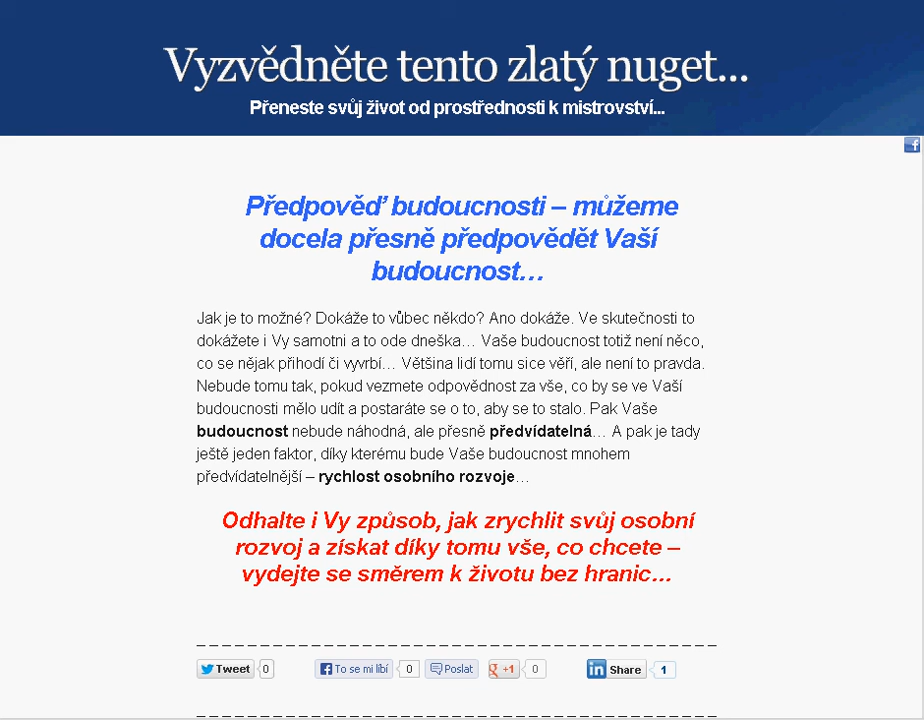 Vyzvědněte tento zlatý nuget...
Přeneste svůj život od prostřednosti k mistrovství...
Předpověď budoucnosti – můžeme
docela přesně předpovědět Vaší
budoucnost…
Jak je to možné? Dokáže to vůbec někdo? Ano dokáže. Ve skutečnosti to
dokážete i Vy samotni a to ode dneška… Vaše budoucnost totiž není něco,
co se nějak přihodí či vyvrbí… Většina lidí tomu sice věří, ale není to pravda.
Nebude tomu tak, pokud vezmete odpovědnost za vše, co by se ve Vaší
budoucnosti mělo udít a postaráte se o to, aby se to stalo. Pak Vaše
budoucnost nebude náhodná, ale přesně předvídatelná… A pak je tady
ještě jeden faktor, díky kterému bude Vaše budoucnost mnohem
předvídatelnější – rychlost osobního rozvoje…
Odhalte i Vy způsob, jak zrychlit svůj osobní
rozvoj a získat díky tomu vše, co chcete –
vydejte se směrem k životu bez hranic…
Tweet 0 To se mi líbí 0 Poslat +1 0 in Share 1